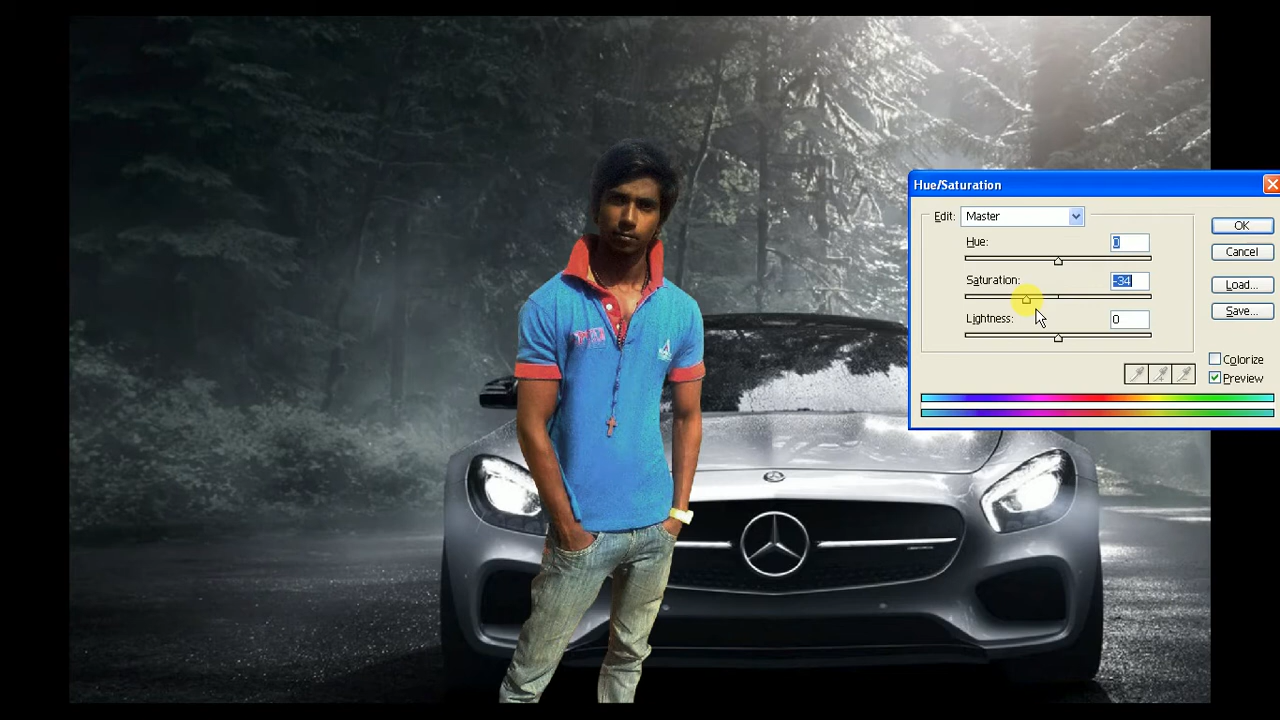 Hue/Saturation
Edit: Master
OK
Hue: 0
Cancel
Saturation: -34
Load...
Save...
Lightness: 0
Colorize
Preview